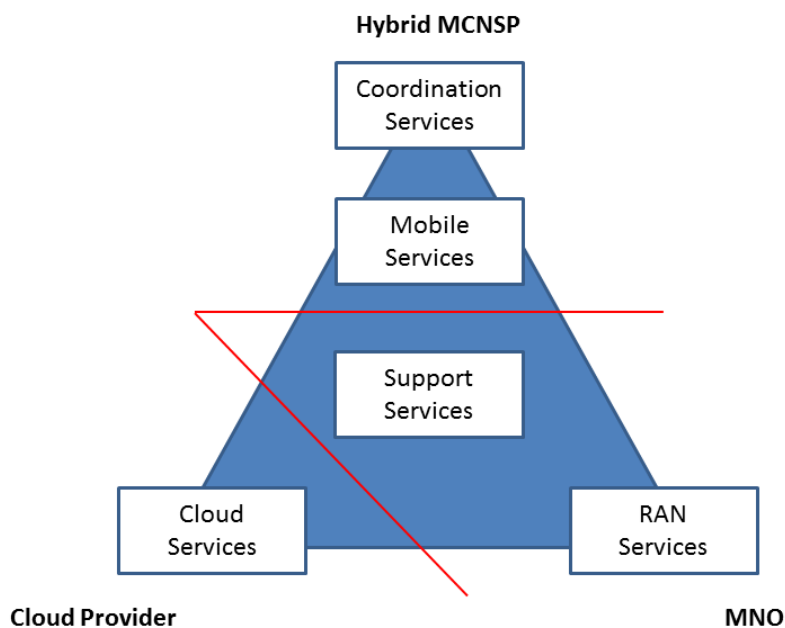 Hybrid MCNSP
Coordination
Services
Mobile
Services
Support
Services
Cloud
Services
RAN
Services
Cloud Provider
MNO